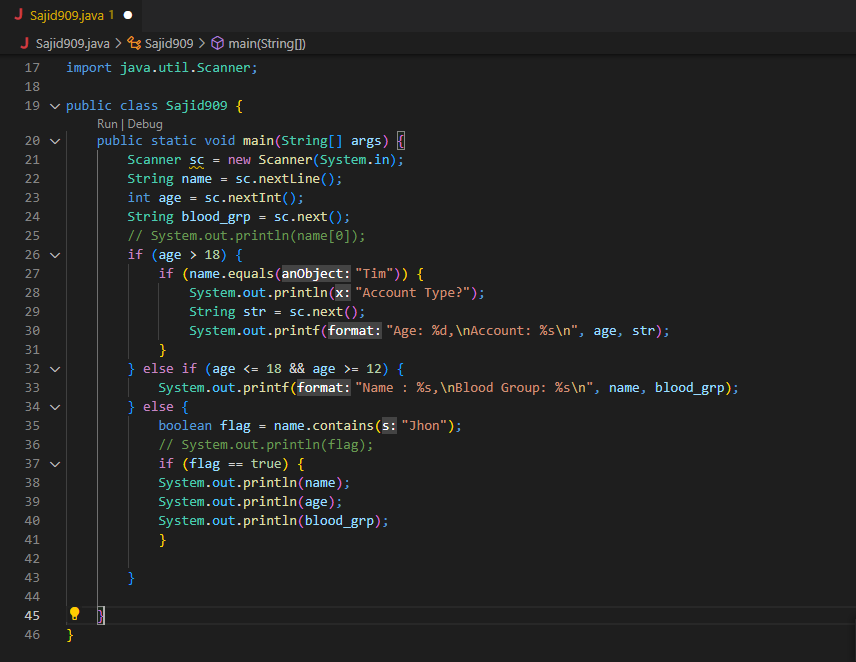 J Sajid909.java 1 ●
J Sajid909.java > Sajid909 > main(String[])
17 import java.util.Scanner;
18
19 public class Sajid909 {
Run | Debug
20 public static void main(String[] args) {
21 Scanner sc = new Scanner(System.in);
22 String name = sc.nextLine();
23 int age = sc.nextInt();
24 String blood_grp = sc.next();
25 // System.out.println(name[0]);
26 if (age > 18) {
27 if (name.equals(anObject: "Tim")) {
28 System.out.println(x: "Account Type?");
29 String str = sc.next();
30 System.out.printf(format: "Age: %d,\nAccount: %s\n", age, str);
31 }
32 } else if (age <= 18 && age >= 12) {
33 System.out.printf(format: "Name : %s,\nBlood Group: %s\n", name, blood_grp);
34 } else {
35 boolean flag = name.contains(s: "Jhon");
36 // System.out.println(flag);
37 if (flag == true) {
38 System.out.println(name);
39 System.out.println(age);
40 System.out.println(blood_grp);
41 }
42
43 }
44
45 }
46 }